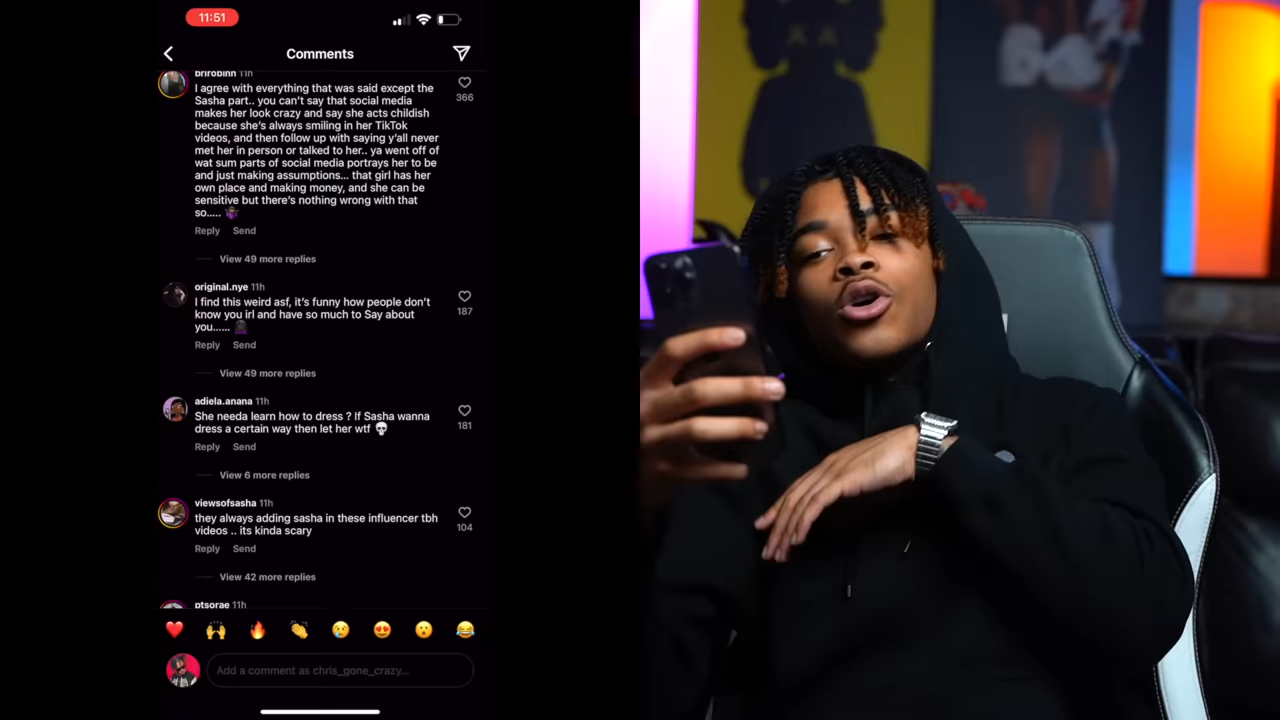 11:51
Comments
brirobinn 11h
I agree with everything that was said except the
Sasha part.. you can't say that social media
makes her look crazy and say she acts childish
because she's always smiling in her TikTok
videos, and then follow up with saying y'all never
met her in person or talked to her.. ya went off of
wat sum parts of social media portrays her to be
and just making assumptions... that girl has her
own place and making money, and she can be
sensitive but there's nothing wrong with that
so..... 
366
Reply Send
View 49 more replies
original.nye 11h
I find this weird asf, it's funny how people don't
know you irl and have so much to Say about
you......
187
Reply Send
View 49 more replies
adiela.anana 11h
She needa learn how to dress ? If Sasha wanna
dress a certain way then let her wtf 💀
181
Reply Send
View 6 more replies
viewsofsasha 11h
they always adding sasha in these influencer tbh
videos .. its kinda scary
104
Reply Send
View 42 more replies
ptsorae 11h
Add a comment as chris_gone_crazy...